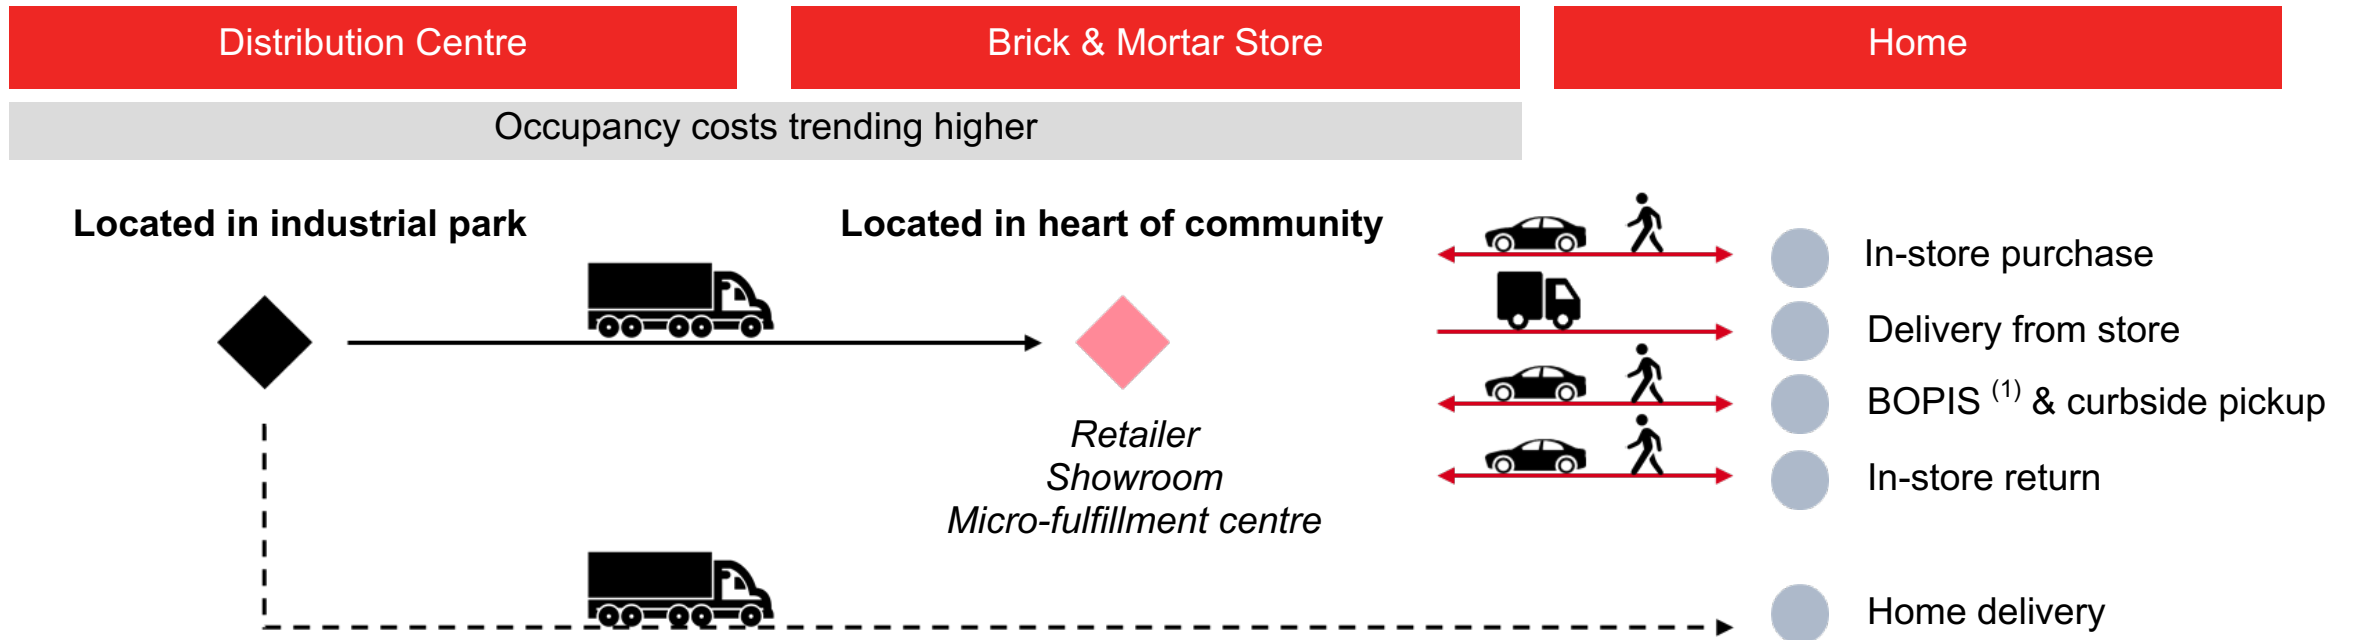 Distribution Centre
Brick & Mortar Store
Home
Occupancy costs trending higher
Located in industrial park
Located in heart of community
In-store purchase
Delivery from store
BOPIS (1) & curbside pickup
In-store return
Retailer
Showroom
Micro-fulfillment centre
Home delivery